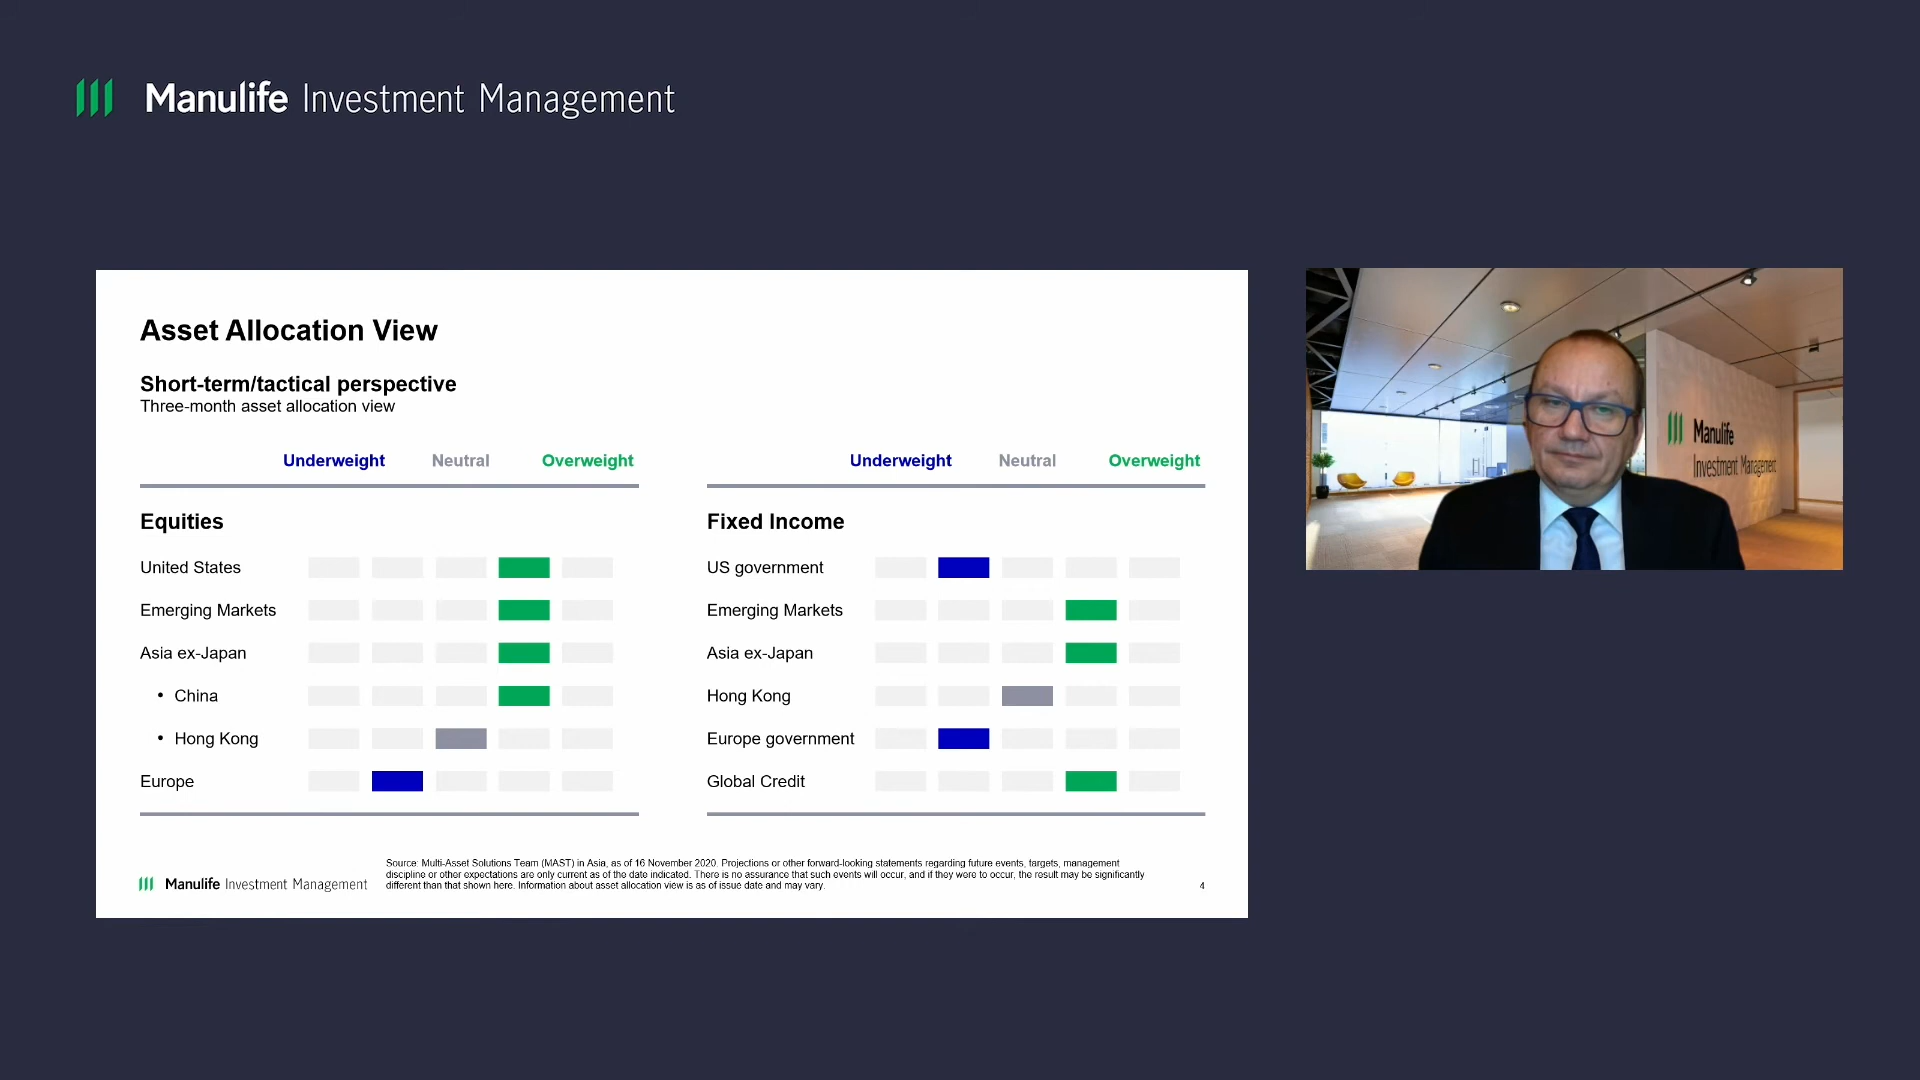 Manulife Investment Management
Asset Allocation View
Short-term/tactical perspective
Three-month asset allocation view
Underweight Neutral Overweight
Equities
United States
Emerging Markets
Asia ex-Japan
• China
• Hong Kong
Europe
Underweight Neutral Overweight
Fixed Income
US government
Emerging Markets
Asia ex-Japan
Hong Kong
Europe government
Global Credit
Manulife Investment Management
Source: Multi-Asset Solutions Team (MAST) in Asia, as of 16 November 2020. Projections or other forward-looking statements regarding future events, targets, management
discipline or other expectations are only current as of the date indicated. There is no assurance that such events will occur, and if they were to occur, the result may be significantly
different than that shown here. Information about asset allocation view is as of issue date and may vary.
4
Manulife
Investment Management